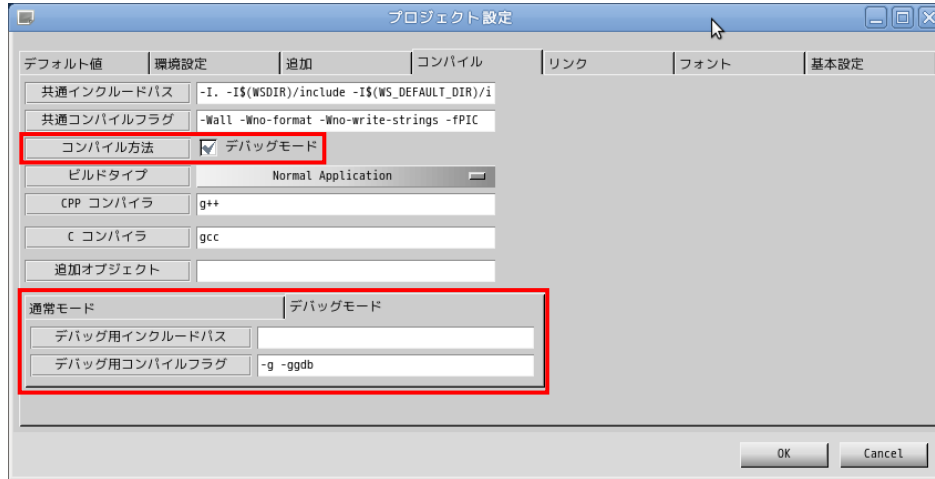 プロジェクト設定
デフォルト値 環境設定 追加 コンパイル リンク フォント 基本設定
共通インクルードパス -I. -I$(WSDIR)/include -I$(WS_DEFAULT_DIR)/i
共通コンパイルフラグ -Wall -Wno-format -Wno-write-strings -fPIC
コンパイル方法 デバッグモード
ビルドタイプ Normal Application
CPP コンパイラ g++
C コンパイラ gcc
追加オブジェクト
通常モード デバッグモード
デバッグ用インクルードパス
デバッグ用コンパイルフラグ -g -ggdb
OK Cancel